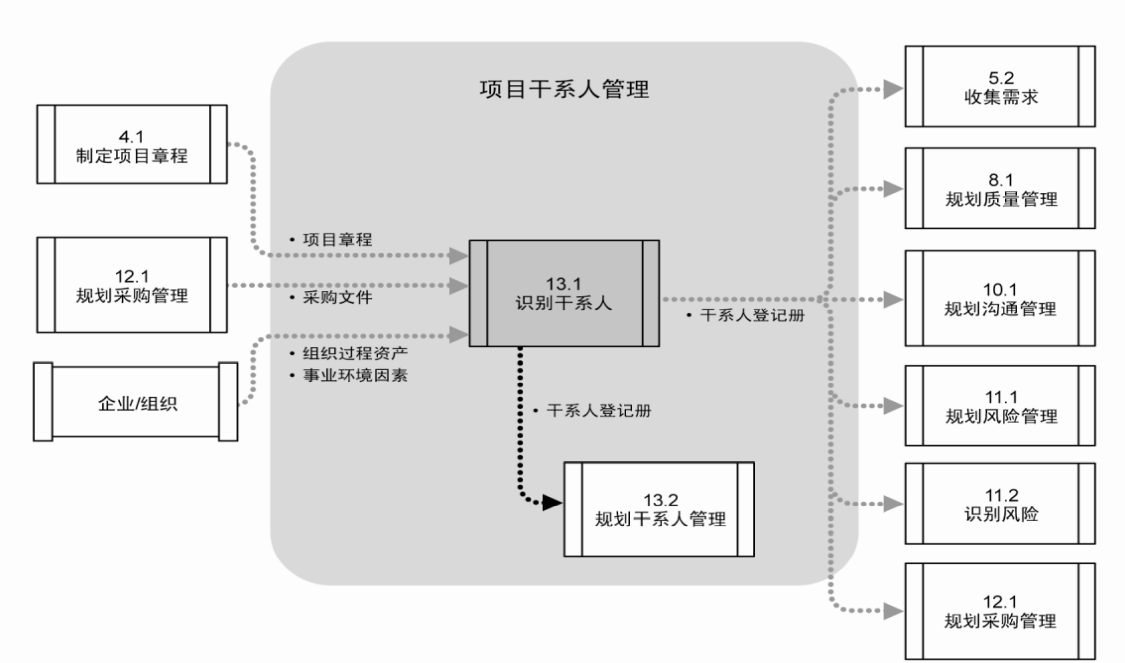 项目干系人管理
4.1
制定项目章程
12.1
规划采购管理
企业/组织
• 项目章程
• 采购文件
• 组织过程资产
• 事业环境因素
13.1
识别干系人
• 干系人登记册
• 干系人登记册
13.2
规划干系人管理
5.2
收集需求
8.1
规划质量管理
10.1
规划沟通管理
11.1
规划风险管理
11.2
识别风险
12.1
规划采购管理